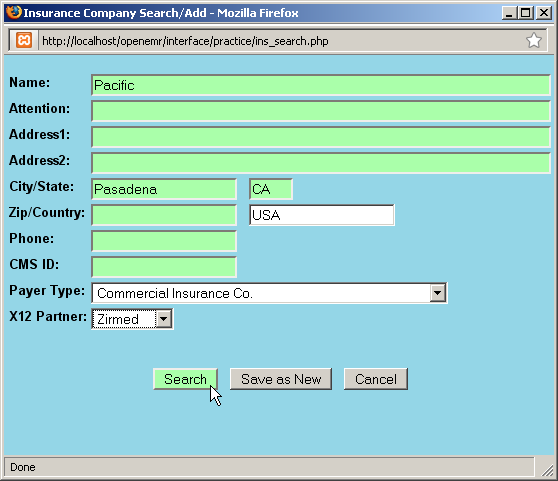 Insurance Company Search/Add - Mozilla Firefox
http://localhost/openemr/interface/practice/ins_search.php
Name: Pacific
Attention:
Address1:
Address2:
City/State: Pasadena CA
Zip/Country: USA
Phone:
CMS ID:
Payer Type: Commercial Insurance Co.
X12 Partner: Zirmed
Search Save as New Cancel
Done